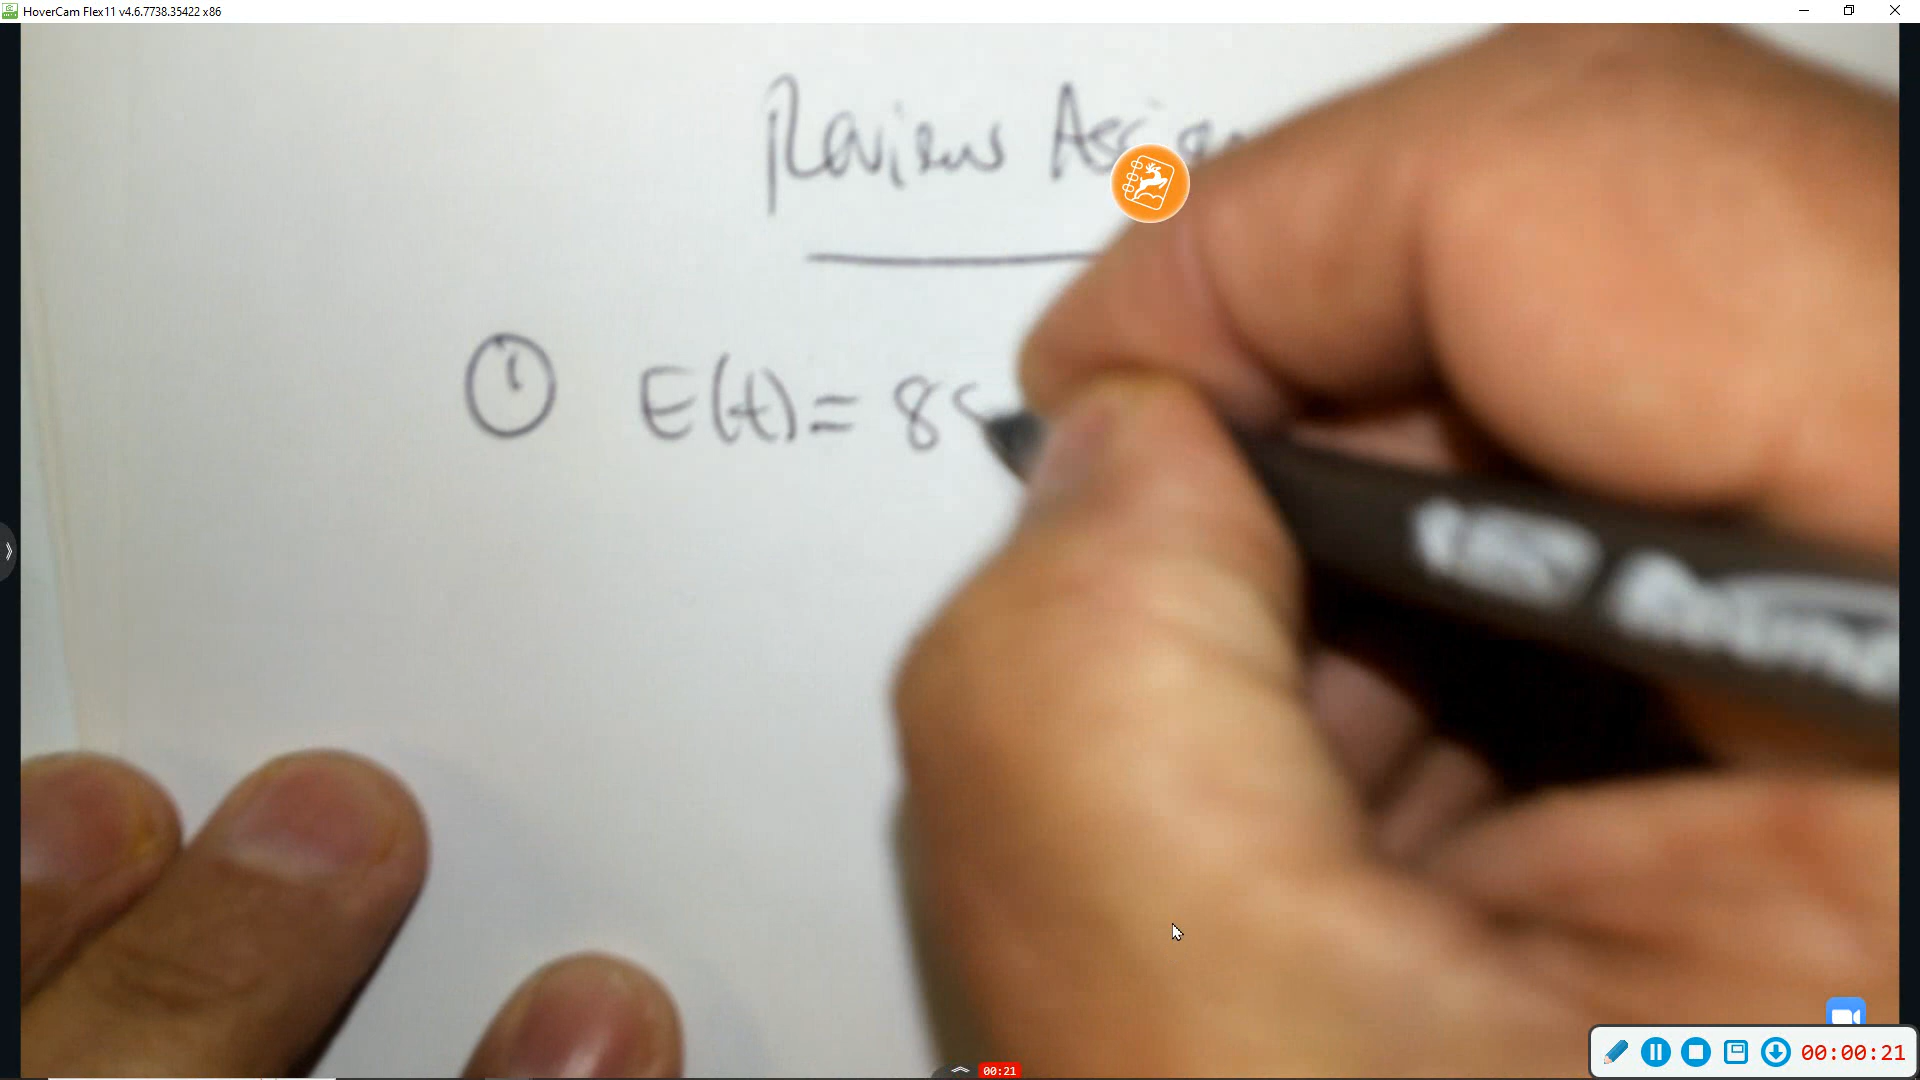 HoverCam Flex11 v4.6.7738.35422 x86
Review
① E(t) = 8
00:00:21
00:21